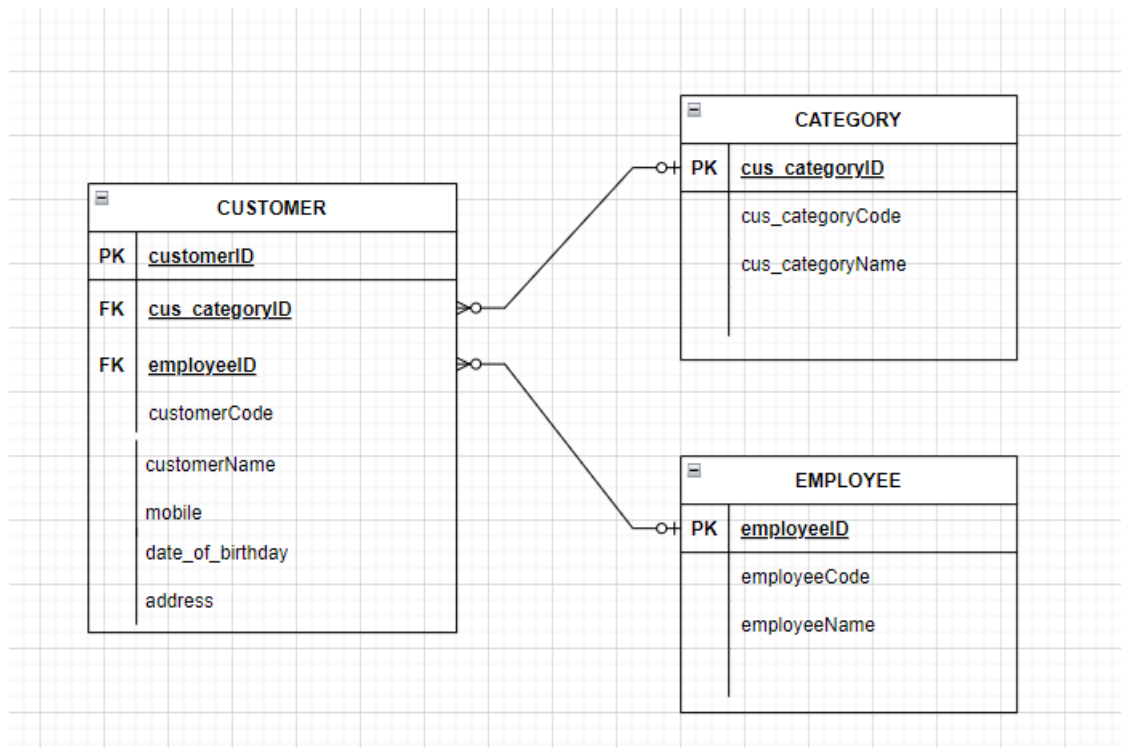 CUSTOMER
PK customerID
FK cus_categoryID
FK employeeID
customerCode
customerName
mobile
date_of_birthday
address
CATEGORY
PK cus_categoryID
cus_categoryCode
cus_categoryName
EMPLOYEE
PK employeeID
employeeCode
employeeName